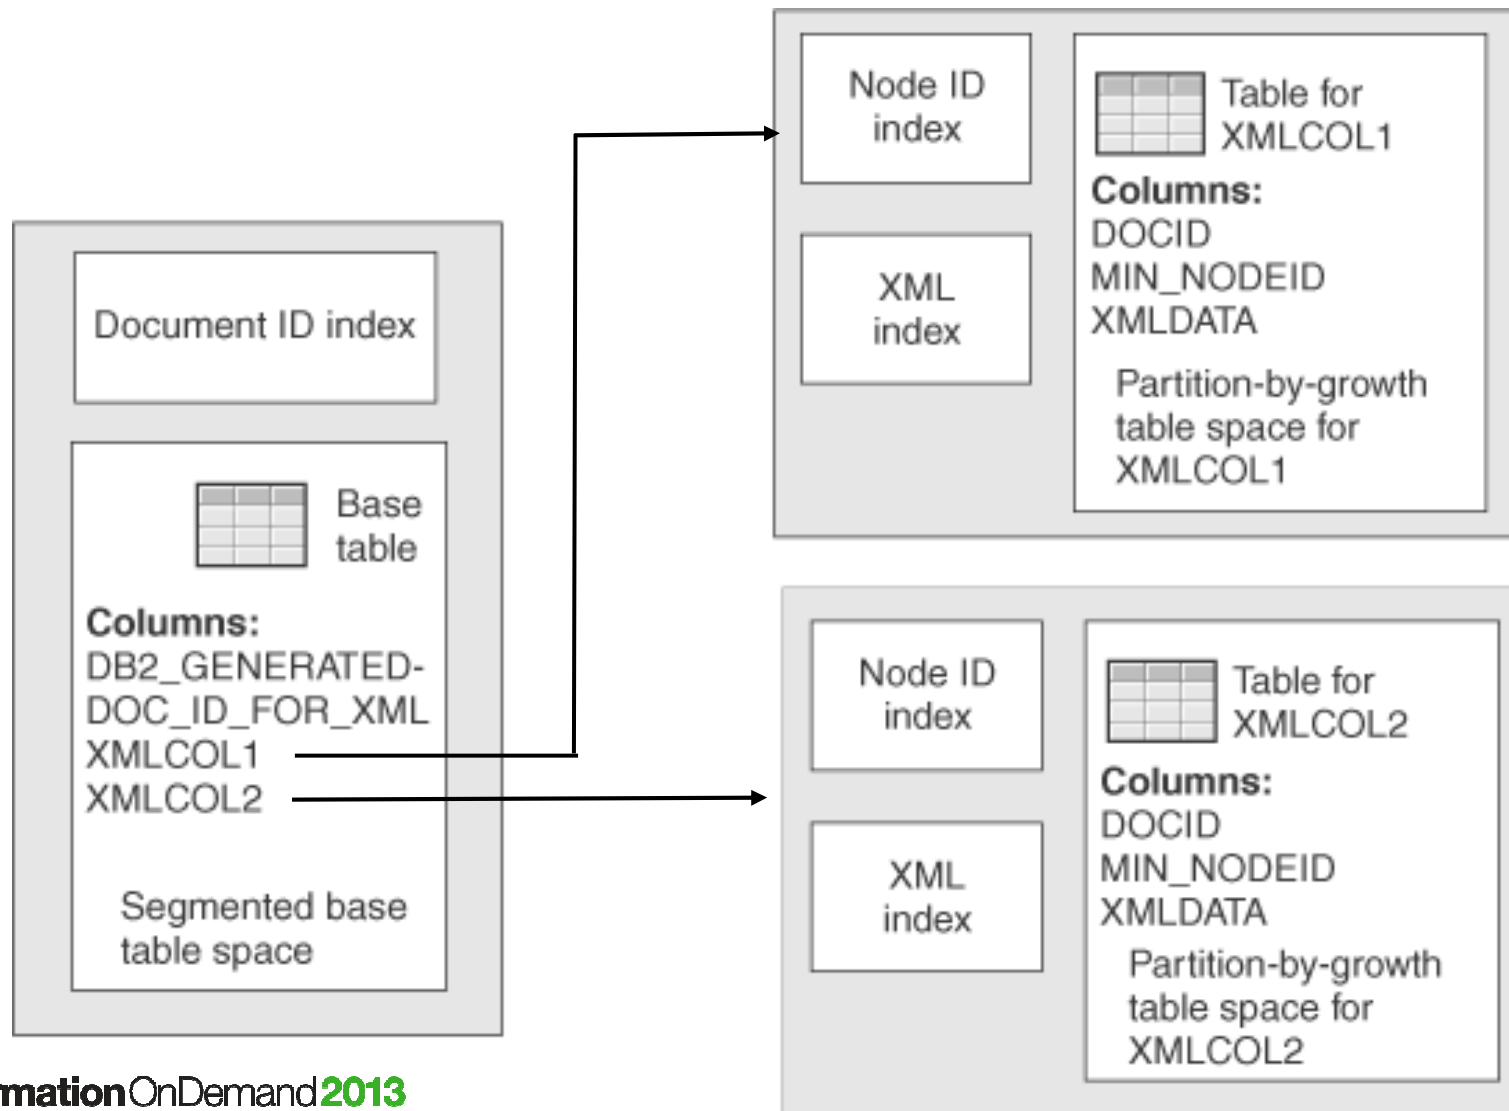 Document ID index
Base
table
Columns:
DB2_GENERATED-
DOC_ID_FOR_XML
XMLCOL1
XMLCOL2
Segmented base
table space
Node ID
index
XML
index
Table for
XMLCOL1
Columns:
DOCID
MIN_NODEID
XMLDATA
Partition-by-growth
table space for
XMLCOL1
Node ID
index
XML
index
Table for
XMLCOL2
Columns:
DOCID
MIN_NODEID
XMLDATA
Partition-by-growth
table space for
XMLCOL2
rmationOnDemand2013